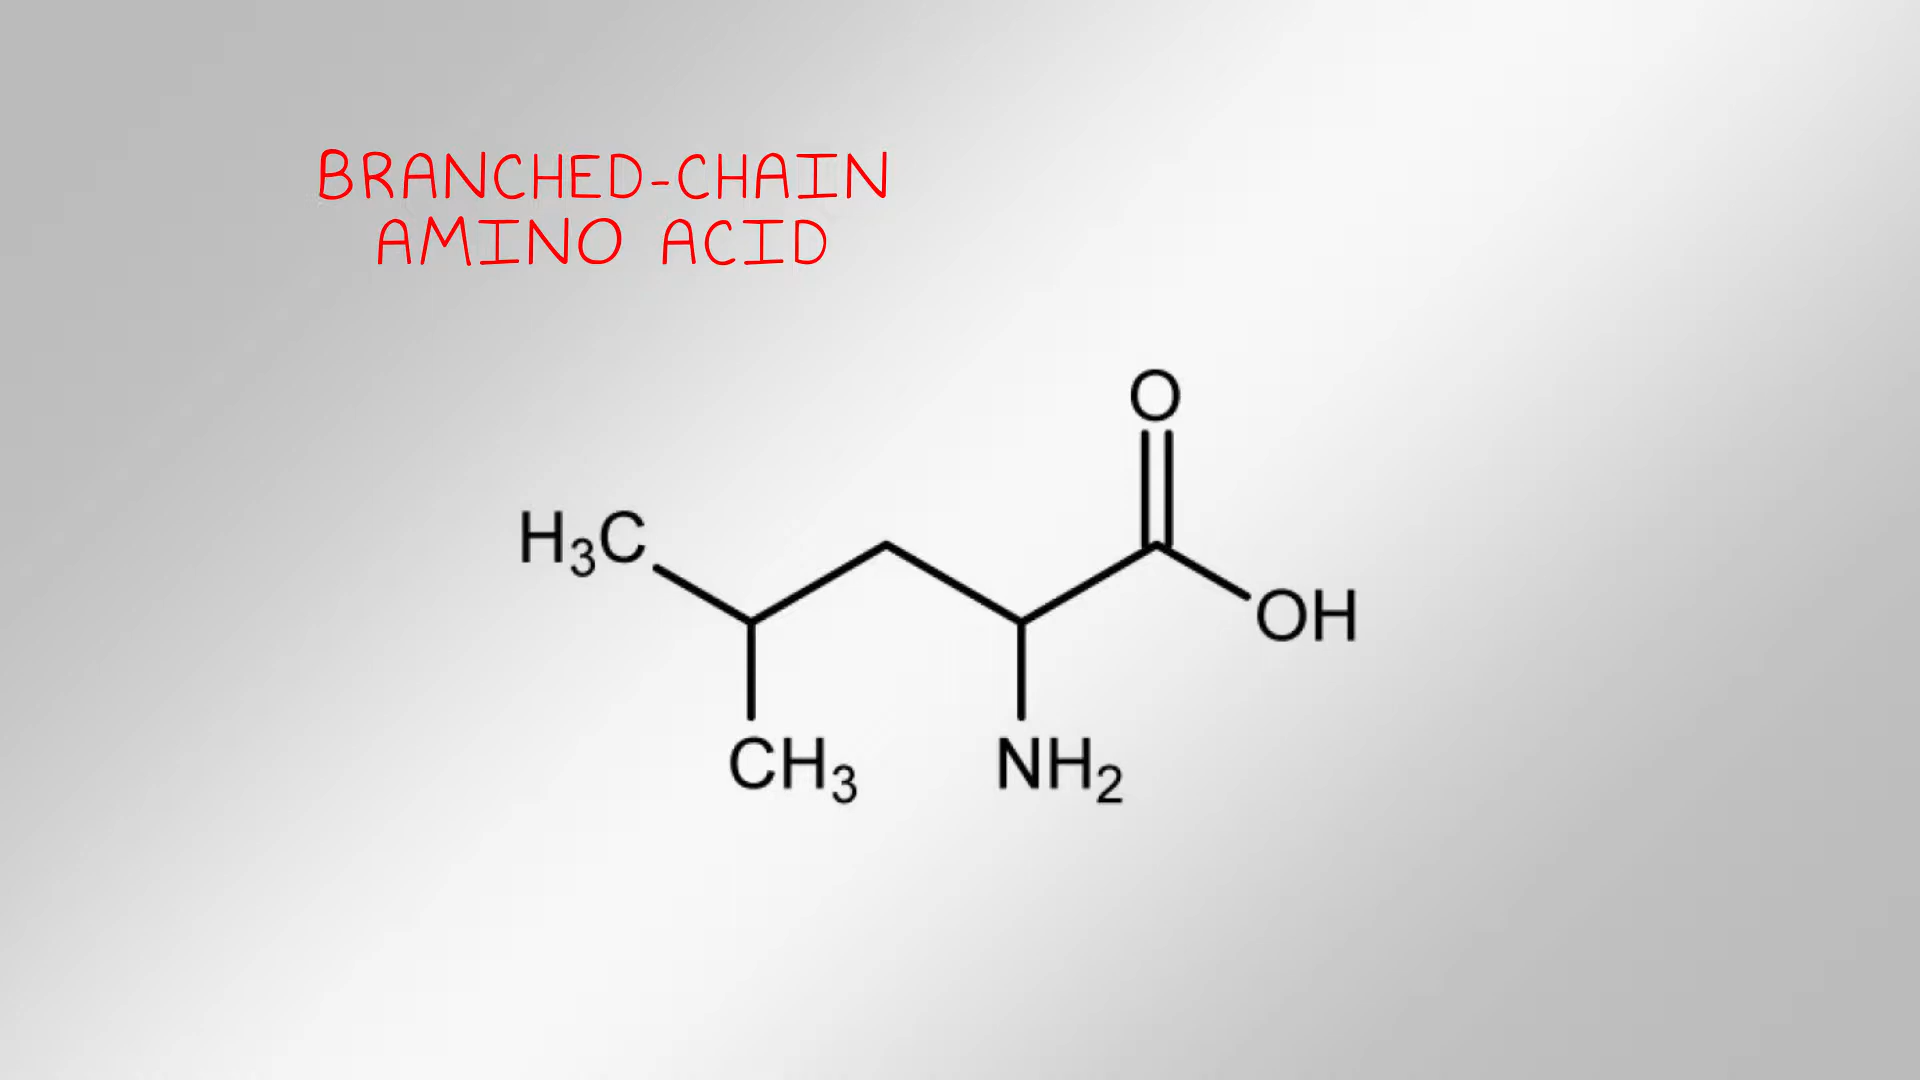 BRANCHED-CHAIN
AMINO ACID
O
H₃C
OH
CH₃ NH₂